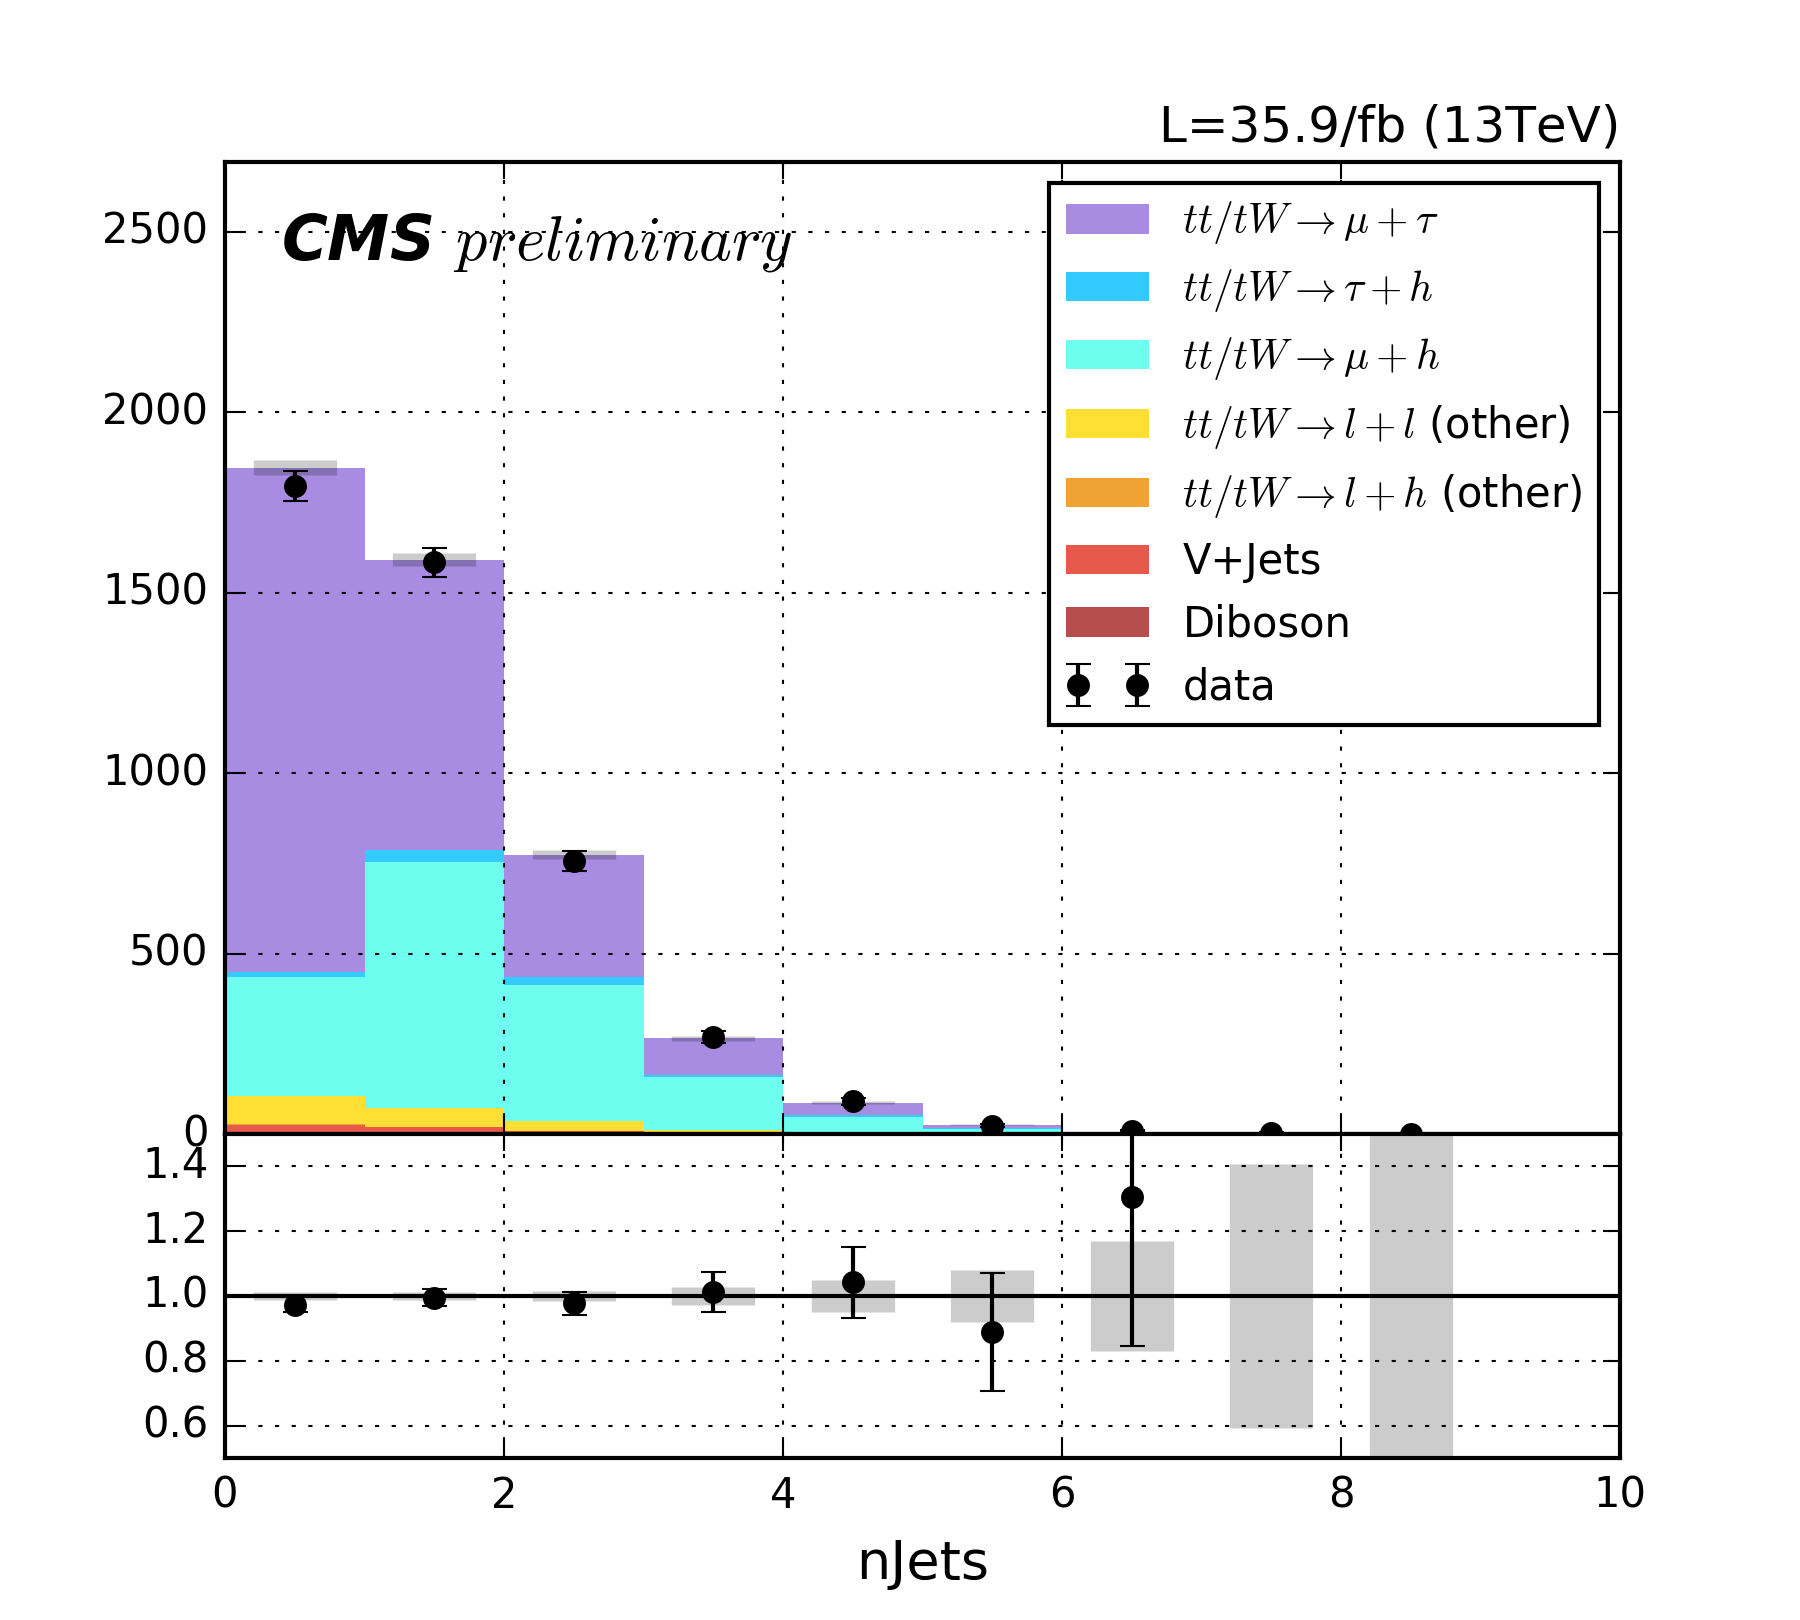 L=35.9/fb (13TeV)
CMS preliminary
2500
2000
1500
1000
500
0
tt/tW→μ+τ
tt/tW→τ+h
tt/tW→μ+h
tt/tW→l+l (other)
tt/tW→l+h (other)
V+Jets
Diboson
data
1.4
1.2
1.0
0.8
0.6
0 2 4 6 8 10
nJets